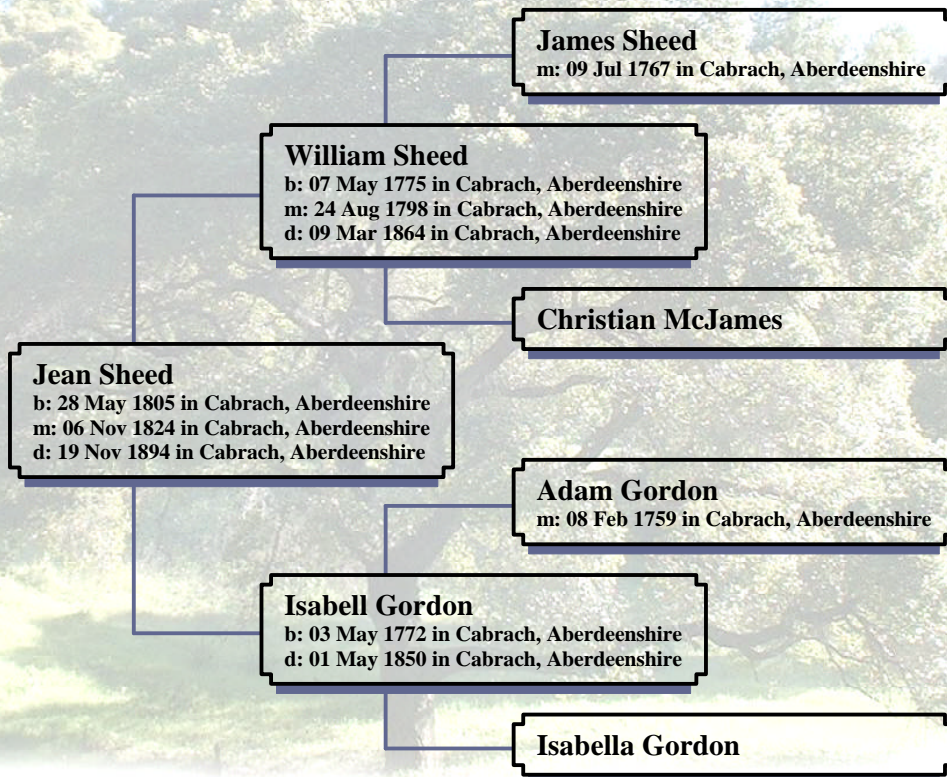 James Sheed
m: 09 Jul 1767 in Cabrach, Aberdeenshire
William Sheed
b: 07 May 1775 in Cabrach, Aberdeenshire
m: 24 Aug 1798 in Cabrach, Aberdeenshire
d: 09 Mar 1864 in Cabrach, Aberdeenshire
Christian McJames
Jean Sheed
b: 28 May 1805 in Cabrach, Aberdeenshire
m: 06 Nov 1824 in Cabrach, Aberdeenshire
d: 19 Nov 1894 in Cabrach, Aberdeenshire
Adam Gordon
m: 08 Feb 1759 in Cabrach, Aberdeenshire
Isabell Gordon
b: 03 May 1772 in Cabrach, Aberdeenshire
d: 01 May 1850 in Cabrach, Aberdeenshire
Isabella Gordon